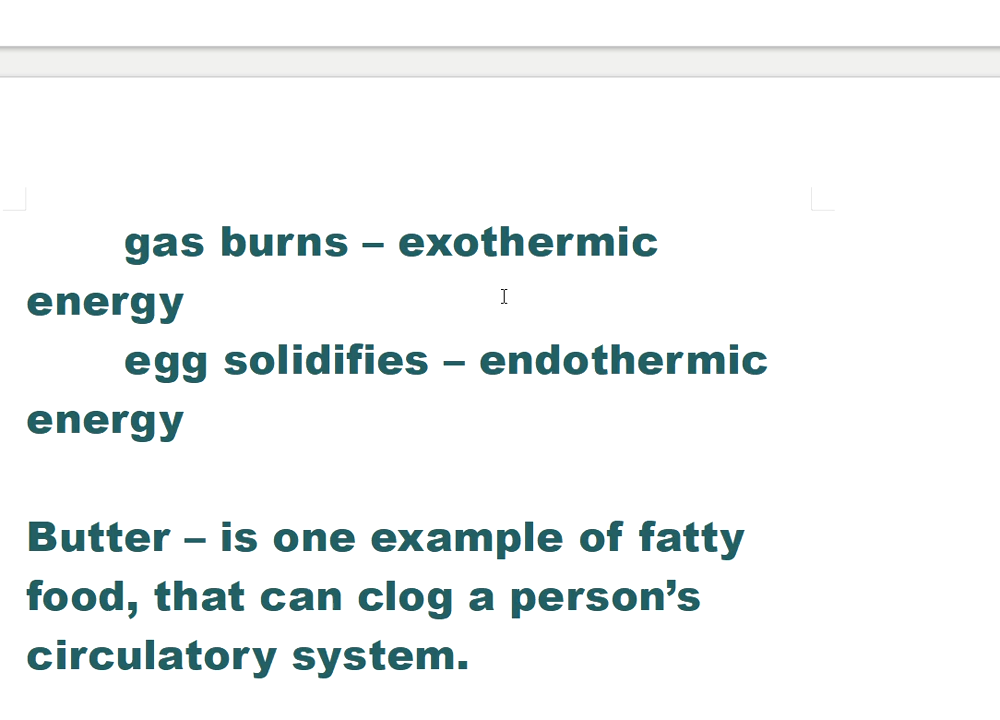 gas burns – exothermic
energy
egg solidifies – endothermic
energy
Butter – is one example of fatty
food, that can clog a person’s
circulatory system.